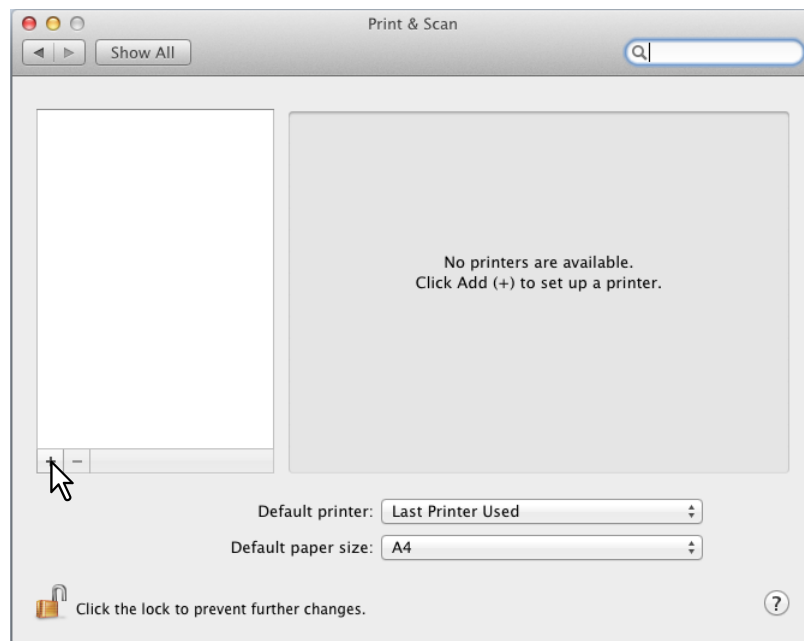 Print & Scan
Show All
No printers are available.
Click Add (+) to set up a printer.
+ −
Default printer: Last Printer Used
Default paper size: A4
Click the lock to prevent further changes.
?